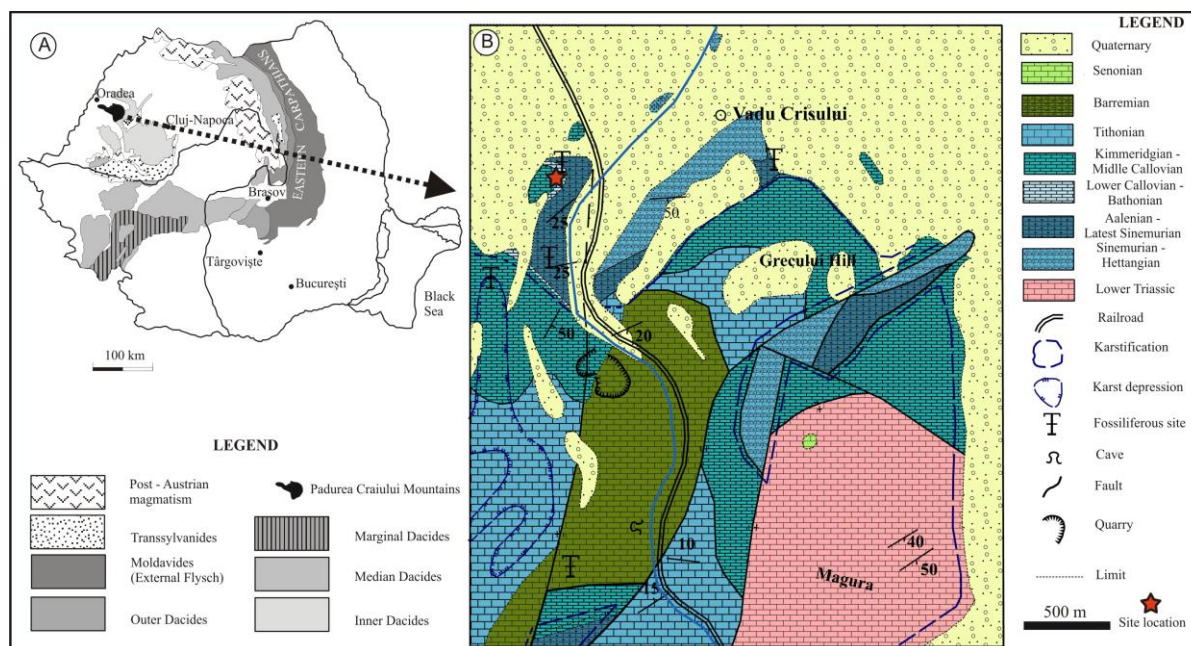 A
Oradea
Cluj-Napoca
EASTERN CARPATHIANS
Brașov
Târgoviște
București
Black
Sea
100 km
LEGEND
Post - Austrian
magmatism
Padurea Craiului Mountains
Transsylvanides
Marginal Dacides
Moldavides
(External Flysch)
Median Dacides
Outer Dacides
Inner Dacides
B
Vadu Crisului
50
25
25
Grecului Hill
50
20
10
15
40
50
Magura
LEGEND
Quaternary
Senonian
Barremian
Tithonian
Kimmeridgian -
Midlle Callovian
Lower Callovian -
Bathonian
Aalenian -
Latest Sinemurian
Sinemurian -
Hettangian
Lower Triassic
Railroad
Karstification
Karst depression
Fossiliferous site
Cave
Fault
Quarry
Limit
500 m
Site location